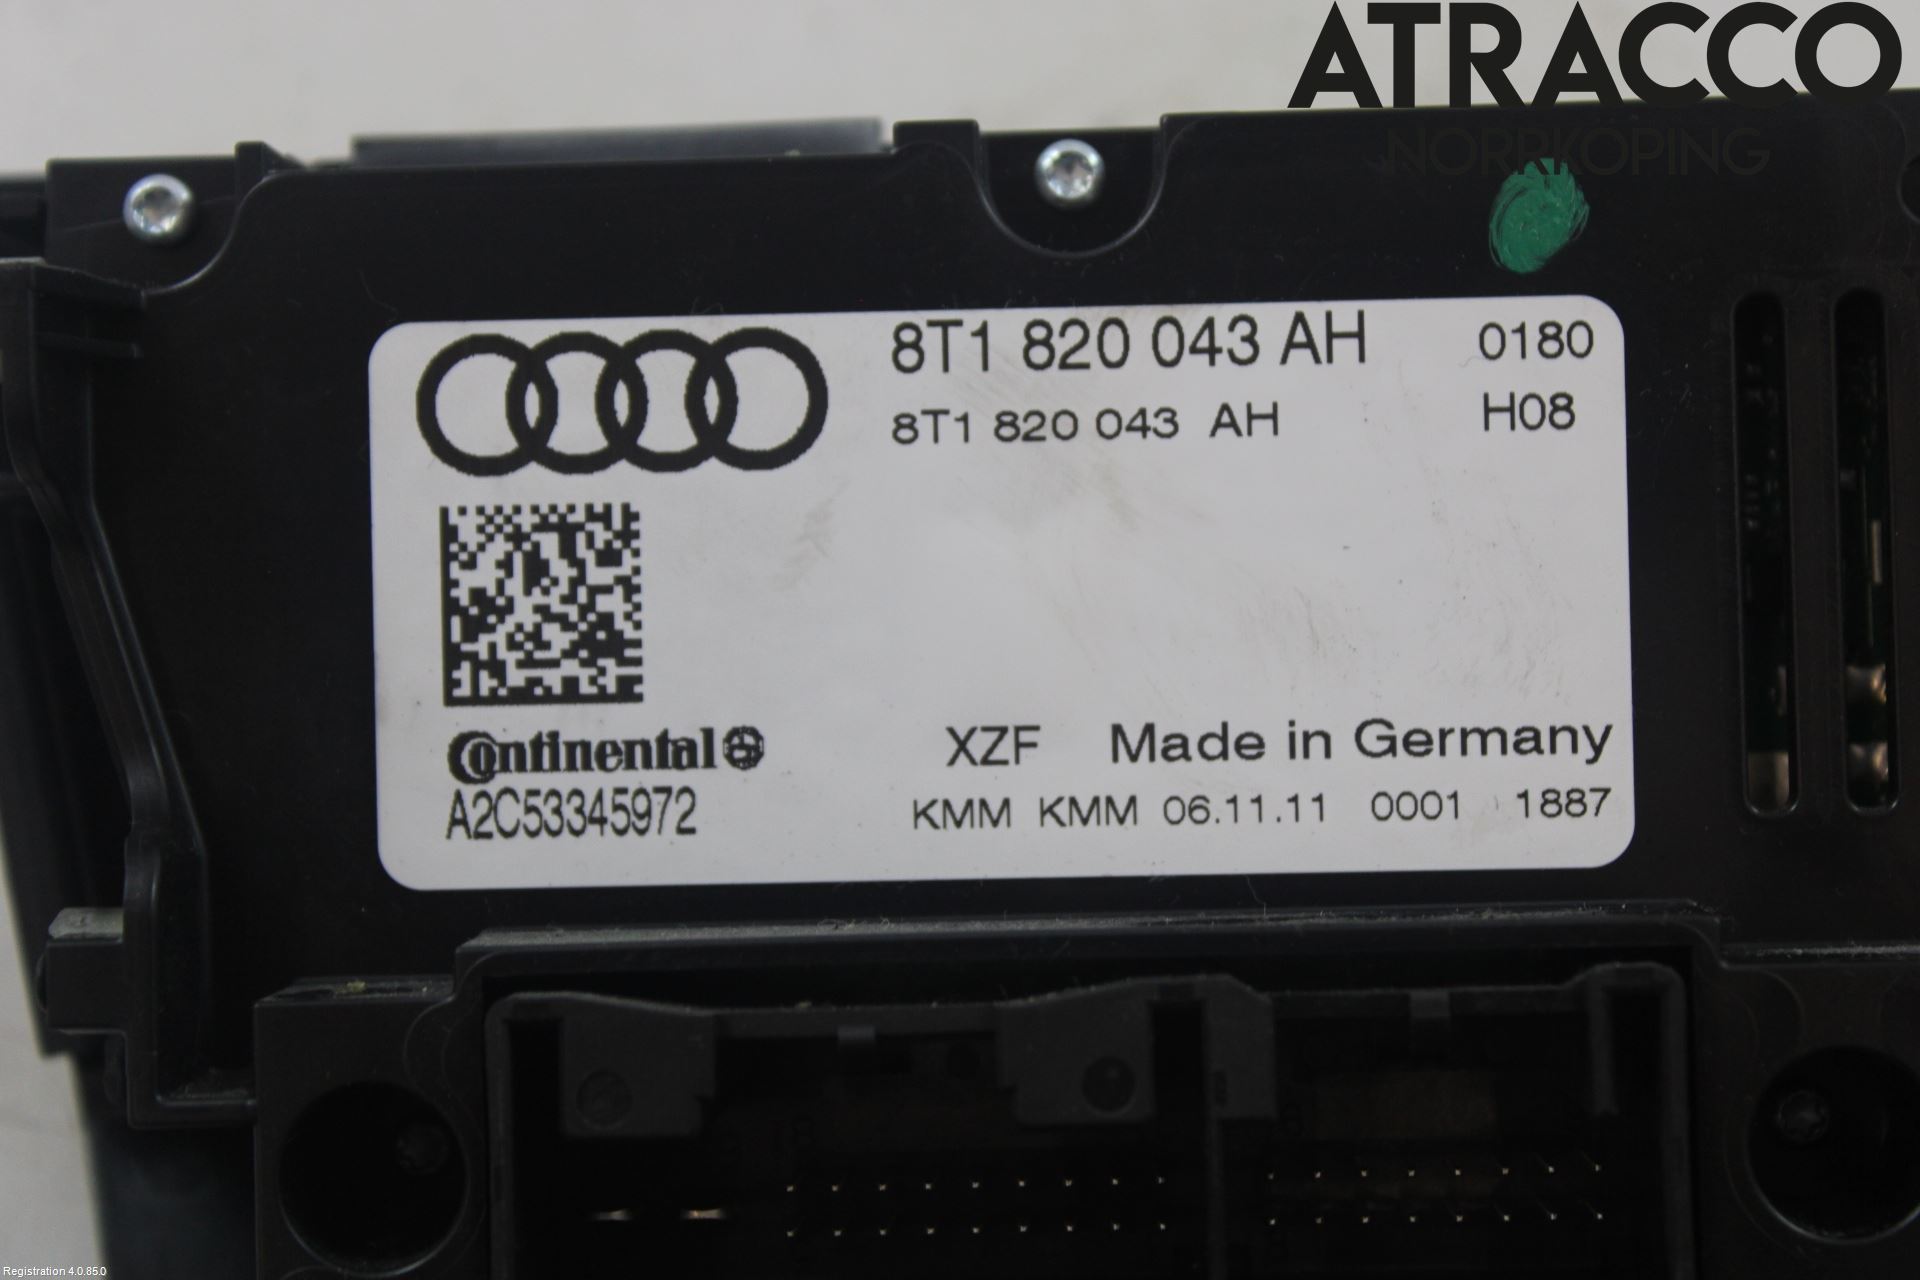 ATRACCO
NORRKÖPING
8T1 820 043 AH 0180
8T1 820 043 AH H08
Continental
XZF Made in Germany
A2C53345972
KMM KMM 06.11.11 0001 1887
Registration 4.0.85.0